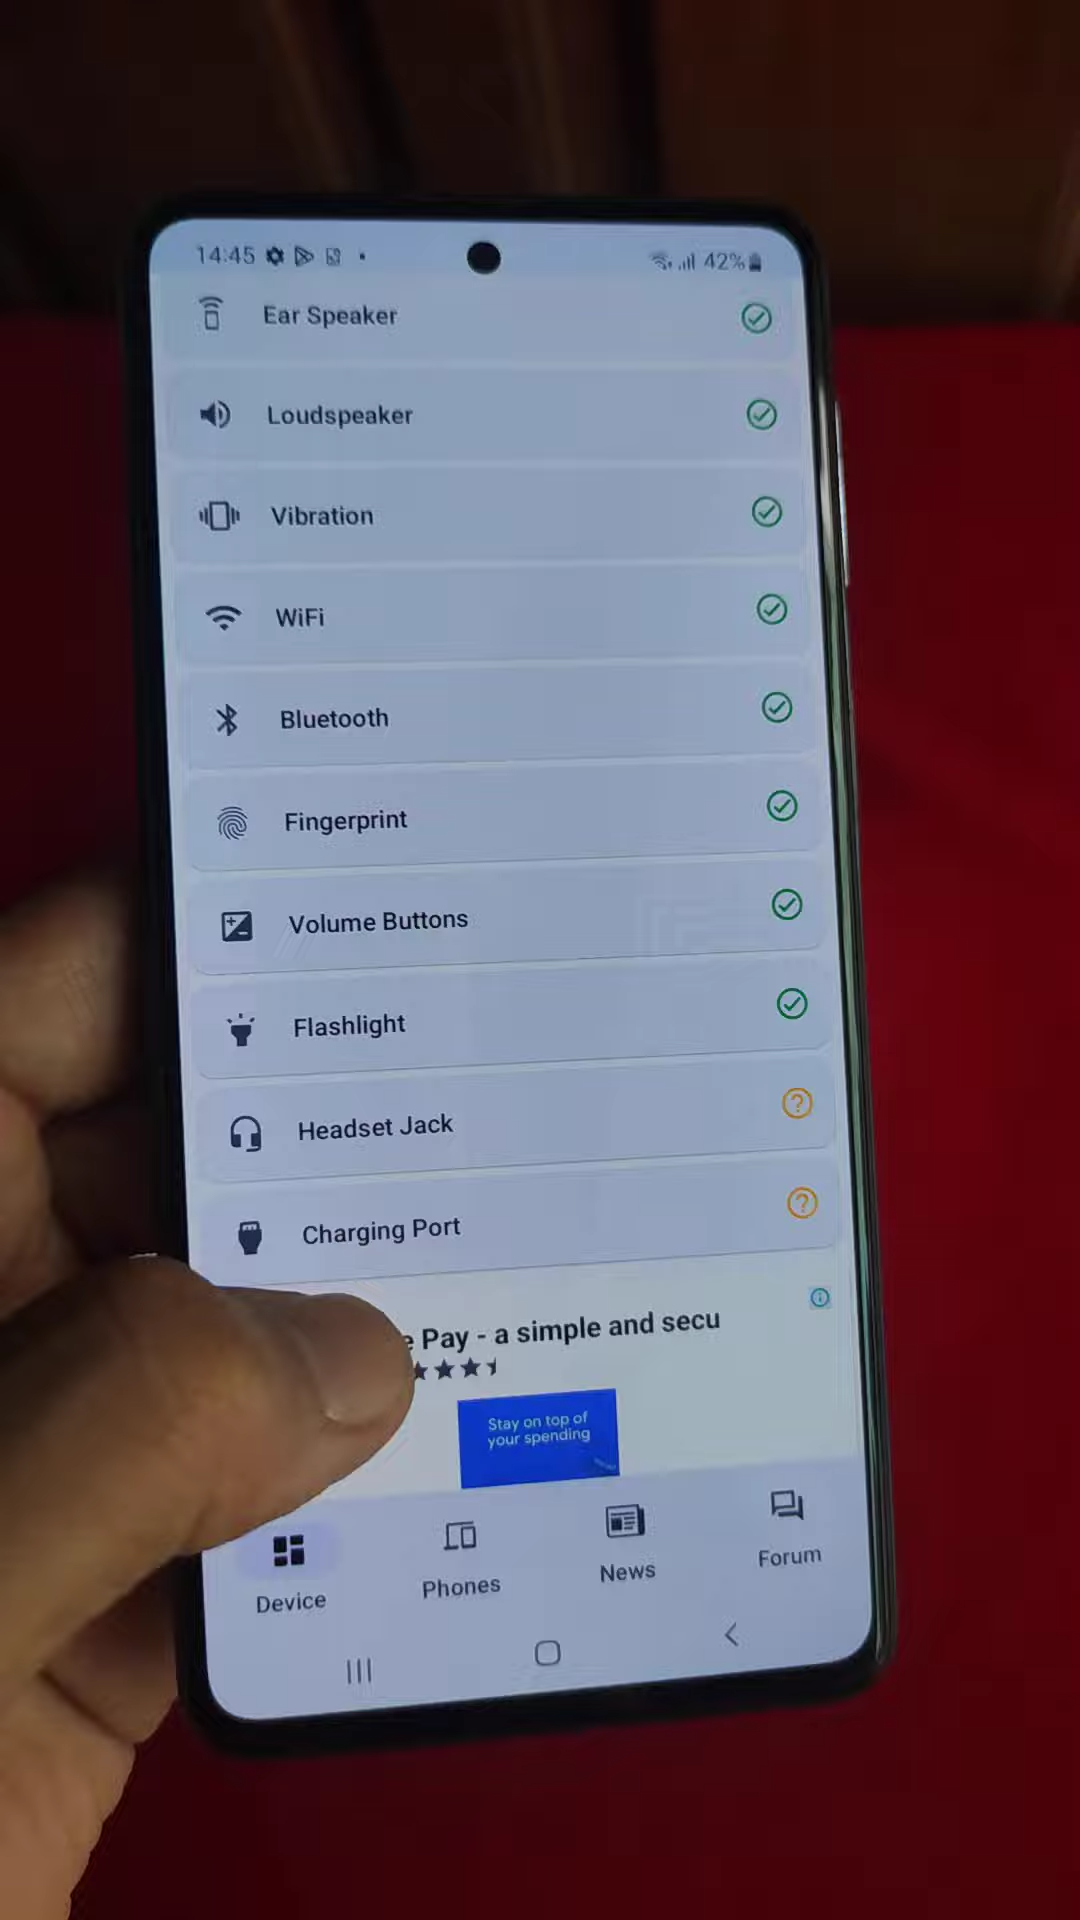 14:45 42%
Ear Speaker
Loudspeaker
Vibration
WiFi
Bluetooth
Fingerprint
Volume Buttons
Flashlight
Headset Jack
Charging Port
Pay - a simple and secu
Stay on top of
your spending
Device
Phones
News
Forum